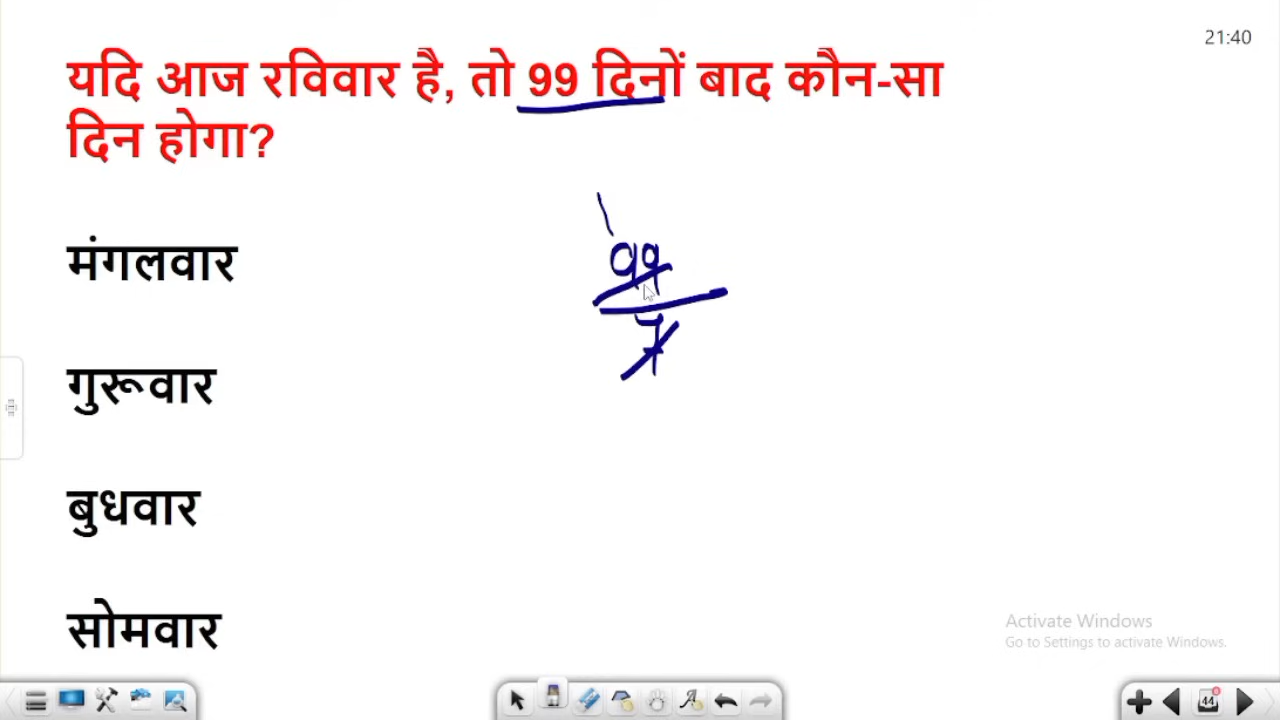 21:40
यदि आज रविवार है, तो 99 दिनों बाद कौन-सा
दिन होगा?
99
7
मंगलवार
गुरूवार
बुधवार
सोमवार
Activate Windows
Go to Settings to activate Windows.
44